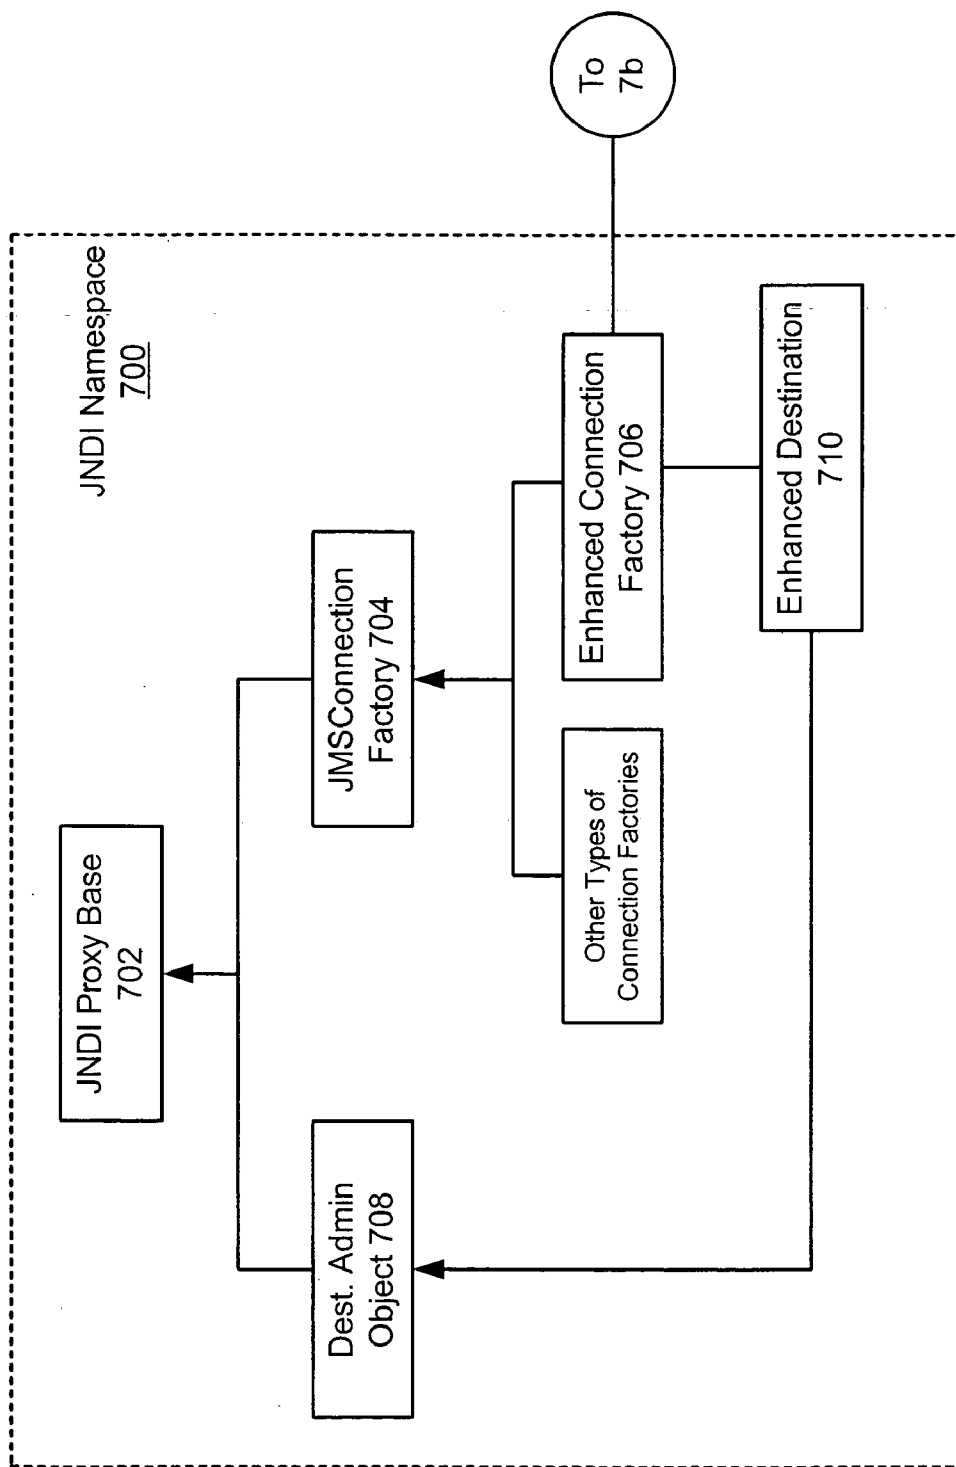 JNDI Namespace
700
JNDI Proxy Base
702
Dest. Admin
Object 708
JMSConnection
Factory 704
Other Types of
Connection Factories
Enhanced Connection
Factory 706
To
7b
Enhanced Destination
710